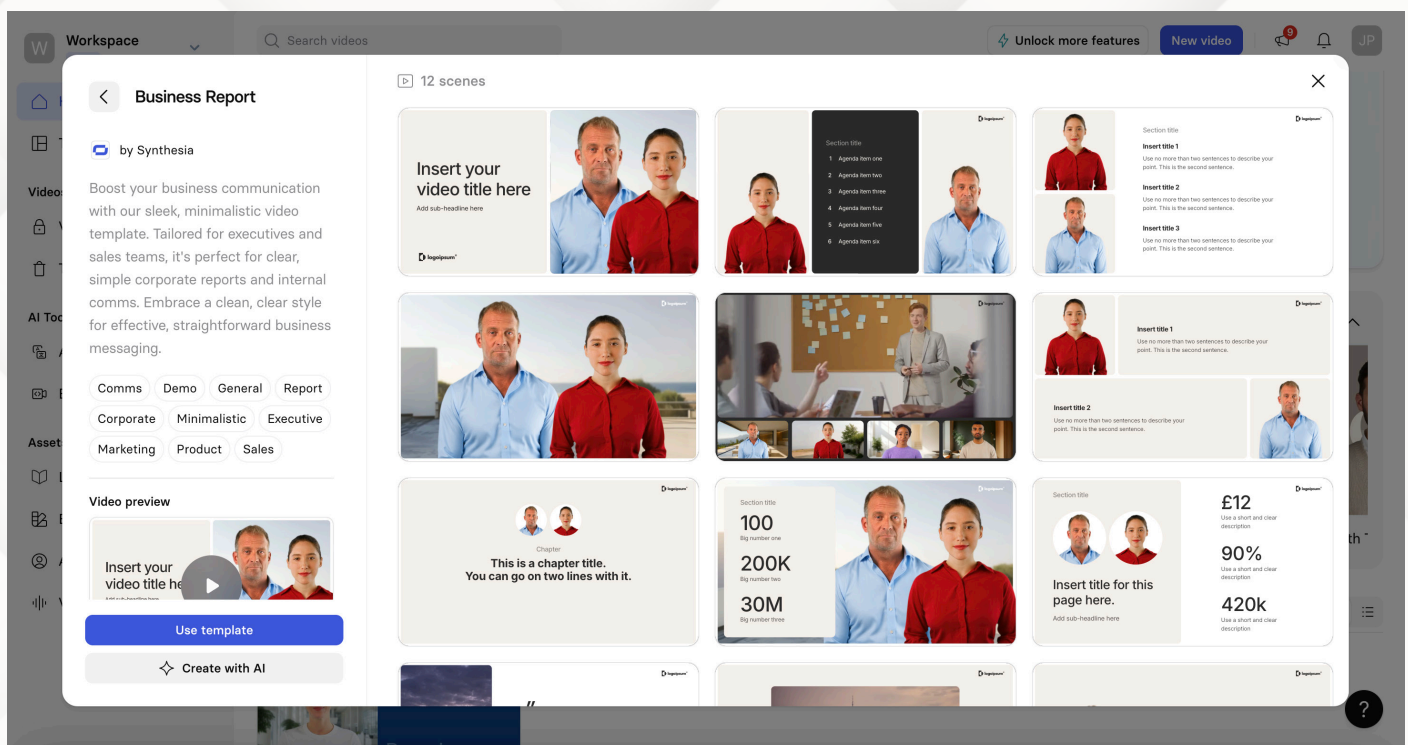 W
Workspace
Search videos
Unlock more features
New video
9
JP
Business Report
by Synthesia
Boost your business communication
with our sleek, minimalistic video
template. Tailored for executives and
sales teams, it's perfect for clear,
simple corporate reports and internal
comms. Embrace a clean, clear style
for effective, straightforward business
messaging.
Comms
Demo
General
Report
Corporate
Minimalistic
Executive
Marketing
Product
Sales
Video preview
Insert your
video title he
Use template
Create with AI
12 scenes
Insert your
video title here
Add sub-headline here
logoipsum
Section title
1 Agenda item one
2 Agenda item two
3 Agenda item three
4 Agenda item four
5 Agenda item five
6 Agenda item six
logoipsum
Section title
Insert title 1
Use no more than two sentences to describe your
point. This is the second sentence.
Insert title 2
Use no more than two sentences to describe your
point. This is the second sentence.
Insert title 3
Use no more than two sentences to describe your
point. This is the second sentence.
logoipsum
logoipsum
logoipsum
Insert title 1
Use no more than two sentences to describe your
point. This is the second sentence.
Insert title 2
Use no more than two sentences to describe your
point. This is the second sentence.
logoipsum
logoipsum
Chapter
This is a chapter title.
You can go on two lines with it.
Section title
100
Big number one
200K
Big number two
30M
Big number three
logoipsum
Section title
Insert title for this
page here.
Add sub-headline here
£12
Use a short and clear
description
90%
Use a short and clear
description
420k
Use a short and clear
description
logoipsum
logoipsum
logoipsum
logoipsum
Video
AI Too
Asset
?